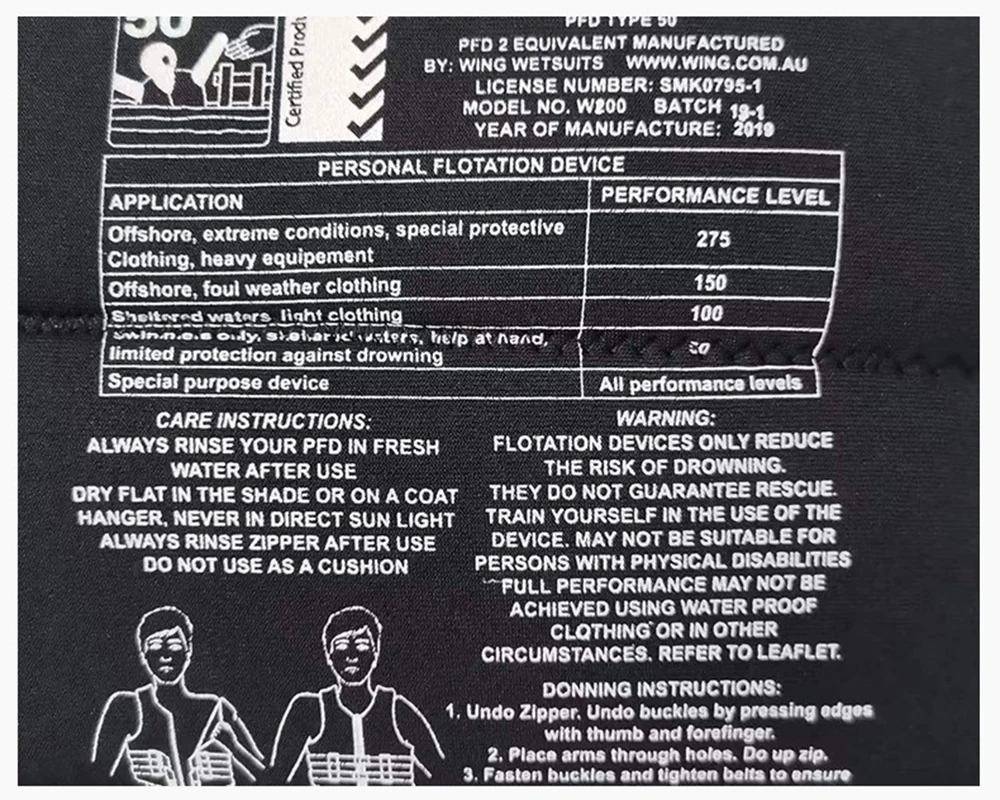 50
Certified Produ
PFD TYPE 50
PFD 2 EQUIVALENT MANUFACTURED
BY: WING WETSUITS WWW.WING.COM.AU
LICENSE NUMBER: SMK0795-1
MODEL NO. W200 BATCH 19-1
YEAR OF MANUFACTURE: 2019
PERSONAL FLOTATION DEVICE
APPLICATION PERFORMANCE LEVEL
Offshore, extreme conditions, special protective
Clothing, heavy equipement
275
Offshore, foul weather clothing 150
Sheltered waters, light clothing 100
only, help at hand,
limited protection against drowning
50
Special purpose device All performance levels
CARE INSTRUCTIONS:
ALWAYS RINSE YOUR PFD IN FRESH
WATER AFTER USE
DRY FLAT IN THE SHADE OR ON A COAT
HANGER, NEVER IN DIRECT SUN LIGHT
ALWAYS RINSE ZIPPER AFTER USE
DO NOT USE AS A CUSHION
WARNING:
FLOTATION DEVICES ONLY REDUCE
THE RISK OF DROWNING.
THEY DO NOT GUARANTEE RESCUE.
TRAIN YOURSELF IN THE USE OF THE
DEVICE. MAY NOT BE SUITABLE FOR
PERSONS WITH PHYSICAL DISABILITIES
FULL PERFORMANCE MAY NOT BE
ACHIEVED USING WATER PROOF
CLOTHING OR IN OTHER
CIRCUMSTANCES. REFER TO LEAFLET.
DONNING INSTRUCTIONS:
1. Undo Zipper. Undo buckles by pressing edges
with thumb and forefinger.
2. Place arms through holes. Do up zip.
3. Fasten buckles and tighten belts to ensure